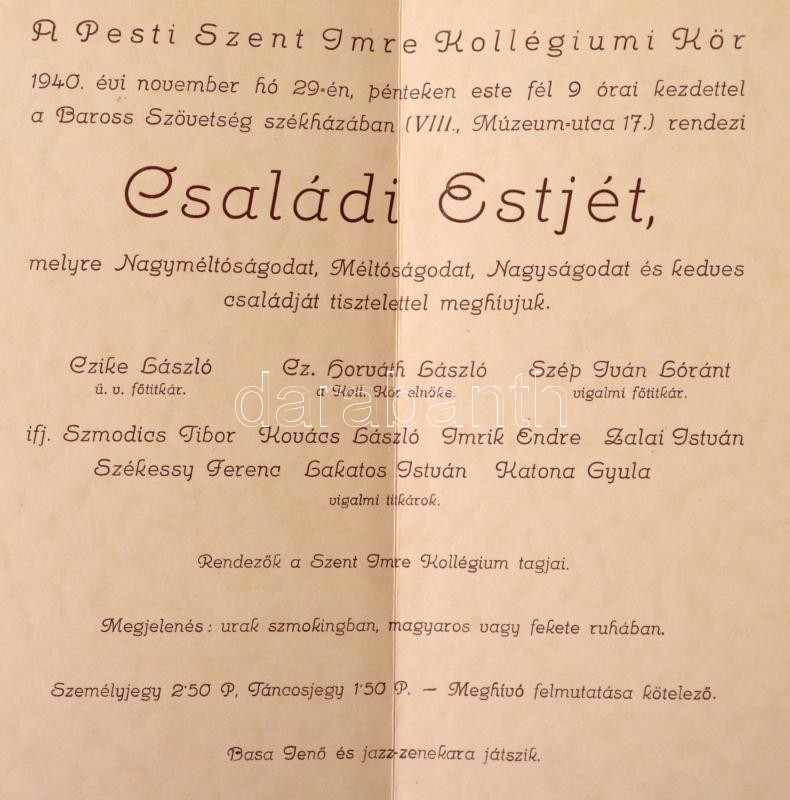 A Pesti Szent Imre Kollégiumi Kör
1940. évi november hó 29-én, pénteken este fél 9 órai kezdettel
a Baross Szövetség székházában (VIII., Múzeum-utca 17.) rendezi
Családi Estjét,
melyre Nagyméltóságodat, Méltóságodat, Nagyságodat és kedves
családját tisztelettel meghívjuk.
Czike László Cz. Horváth László Szép Iván Lóránt
ü. v. főtitkár. a Koll. Kör elnőke. vigalmi főtitkár.
darabanth
ifj. Szmodics Tibor Kovács László Imrik Endre Zalai István
Székessy Ferenc Lakatos István Katona Gyula
vigalmi titkárok.
Rendezők a Szent Imre Kollégium tagjai.
Megjelenés: urak szmokingban, magyaros vagy fekete ruhában.
Személyjegy 2·50 P, Táncosjegy 1·50 P. — Meghívó felmutatása kötelező.
Basa Jenő és jazz-zenekara játszik.